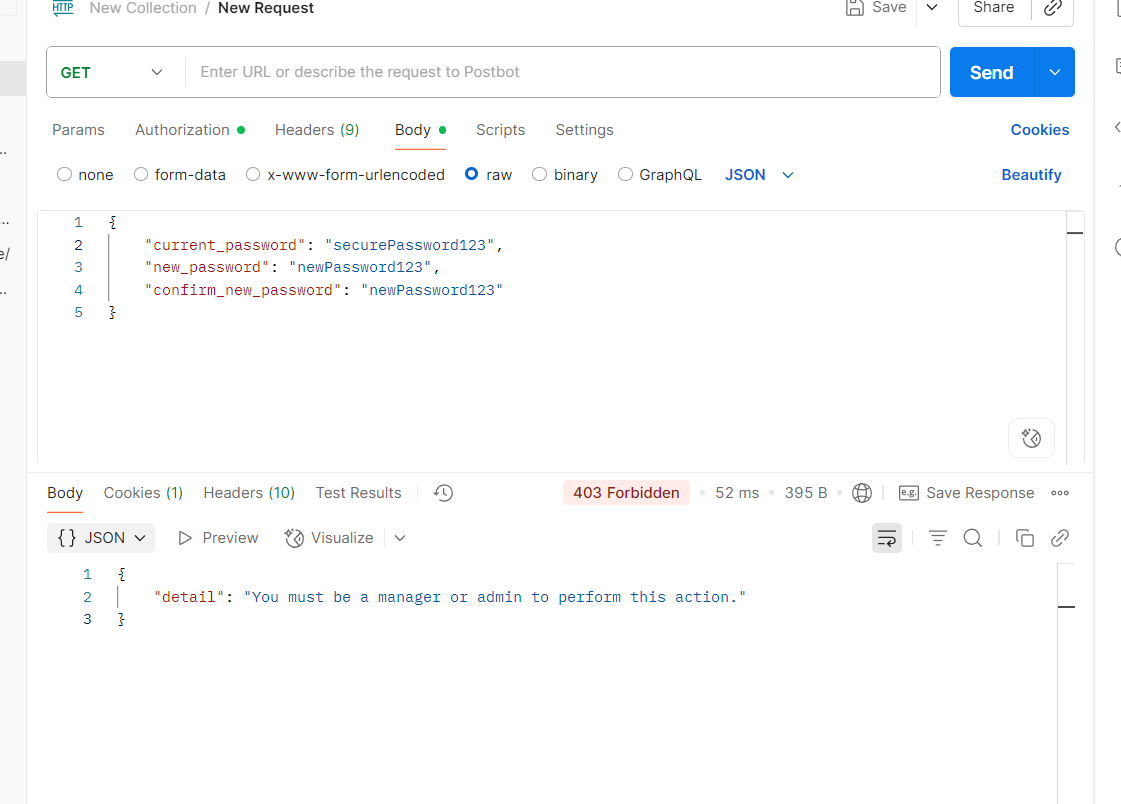 HTTP New Collection / New Request Save Share
GET Enter URL or describe the request to Postbot Send
Params Authorization Headers (9) Body Scripts Settings Cookies
none form-data x-www-form-urlencoded raw binary GraphQL JSON Beautify
1 {
2 "current_password": "securePassword123",
3 "new_password": "newPassword123",
4 "confirm_new_password": "newPassword123"
5 }
...
...
e/
...
Body Cookies (1) Headers (10) Test Results 403 Forbidden • 52 ms • 395 B • e.g. Save Response
{} JSON Preview Visualize
1 {
2 "detail": "You must be a manager or admin to perform this action."
3 }